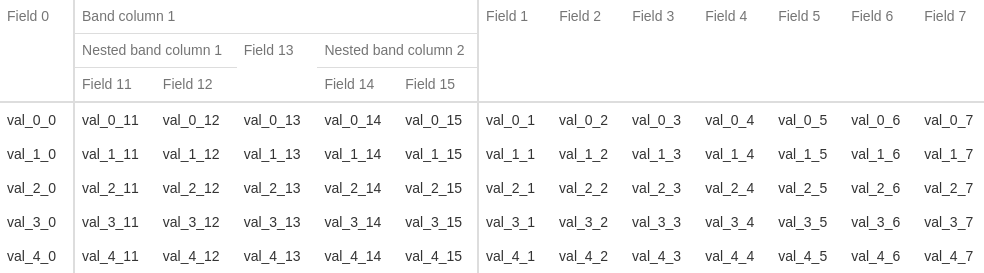 Field 0 Band column 1 Field 1 Field 2 Field 3 Field 4 Field 5 Field 6 Field 7
Nested band column 1 Field 13 Nested band column 2
Field 11 Field 12 Field 14 Field 15
val_0_0 val_0_11 val_0_12 val_0_13 val_0_14 val_0_15 val_0_1 val_0_2 val_0_3 val_0_4 val_0_5 val_0_6 val_0_7
val_1_0 val_1_11 val_1_12 val_1_13 val_1_14 val_1_15 val_1_1 val_1_2 val_1_3 val_1_4 val_1_5 val_1_6 val_1_7
val_2_0 val_2_11 val_2_12 val_2_13 val_2_14 val_2_15 val_2_1 val_2_2 val_2_3 val_2_4 val_2_5 val_2_6 val_2_7
val_3_0 val_3_11 val_3_12 val_3_13 val_3_14 val_3_15 val_3_1 val_3_2 val_3_3 val_3_4 val_3_5 val_3_6 val_3_7
val_4_0 val_4_11 val_4_12 val_4_13 val_4_14 val_4_15 val_4_1 val_4_2 val_4_3 val_4_4 val_4_5 val_4_6 val_4_7